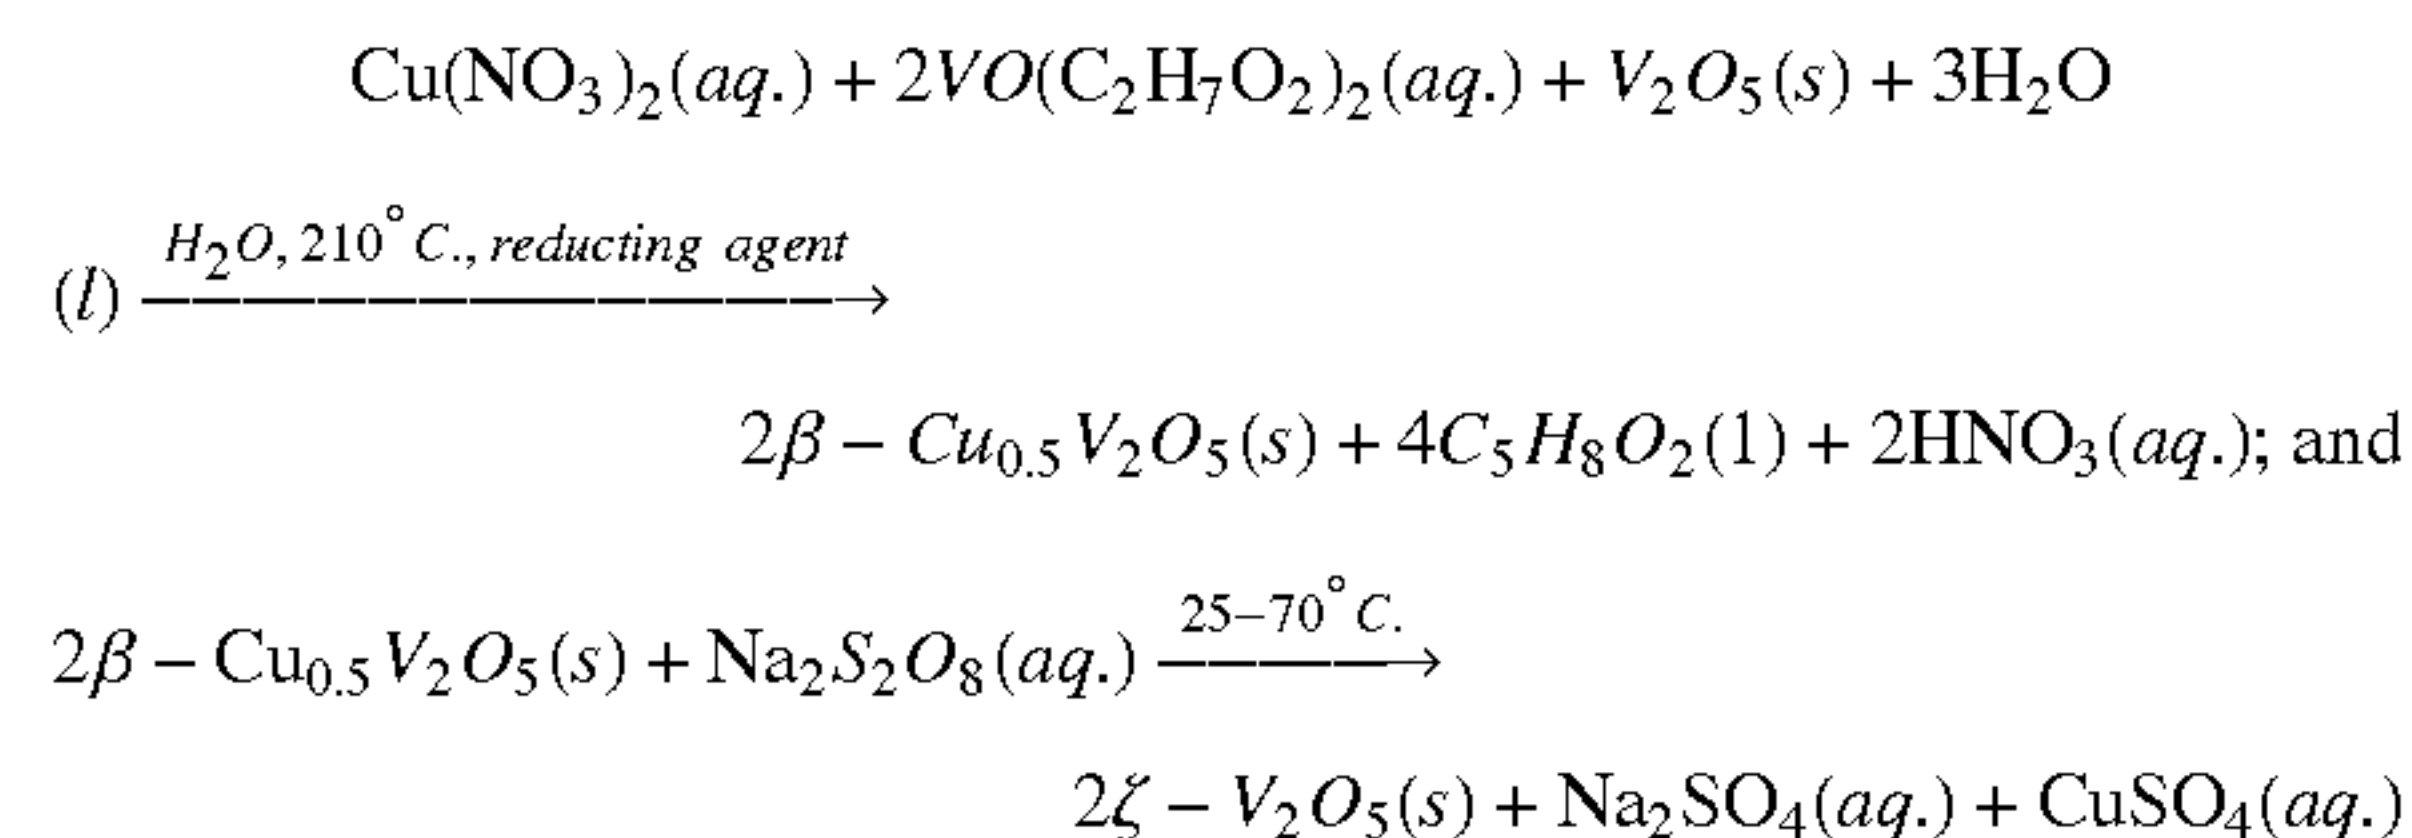 Cu(NO₃)₂(aq.) + 2VO(C₂H₇O₂)₂(aq.) + V₂O₅(s) + 3H₂O
(l) H₂O, 210°C., reducting agent →
2β – Cu₀.₅V₂O₅(s) + 4C₅H₈O₂(1) + 2HNO₃(aq.); and
2β – Cu₀.₅V₂O₅(s) + Na₂S₂O₈(aq.) 25–70°C. →
2ζ – V₂O₅(s) + Na₂SO₄(aq.) + CuSO₄(aq.)